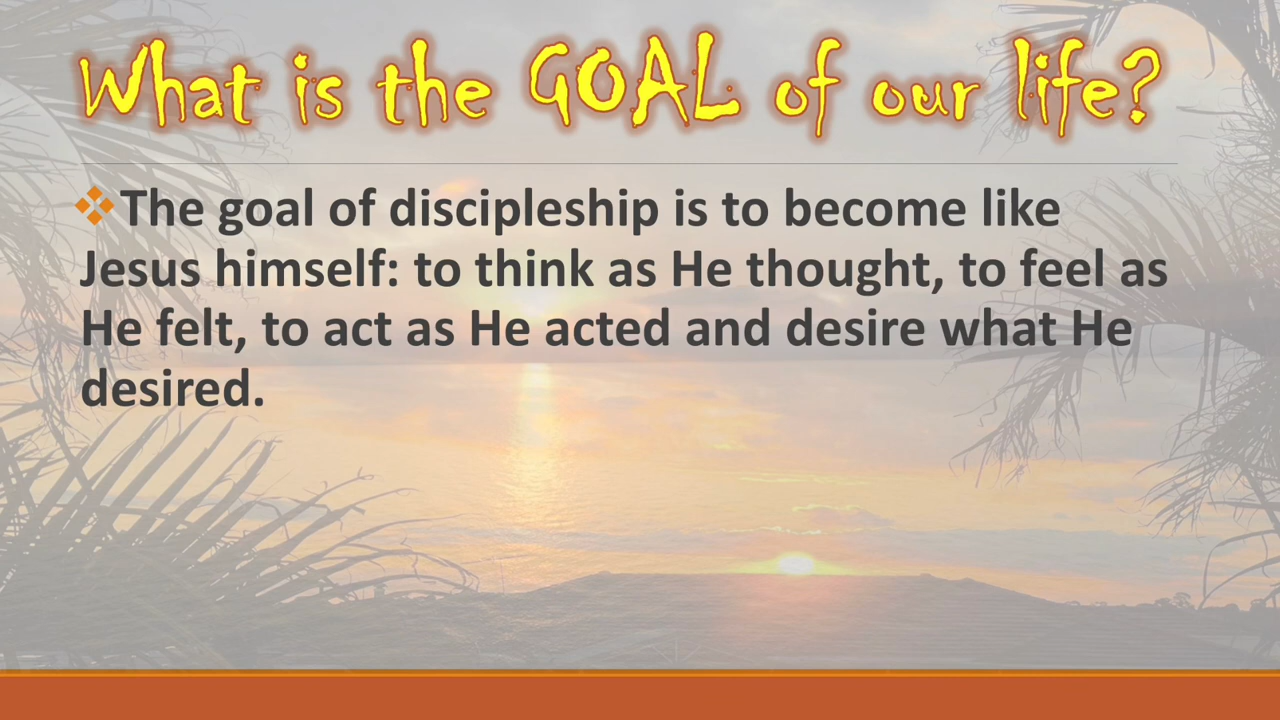 What is the GOAL of our life?
❖The goal of discipleship is to become like
Jesus himself: to think as He thought, to feel as
He felt, to act as He acted and desire what He
desired.